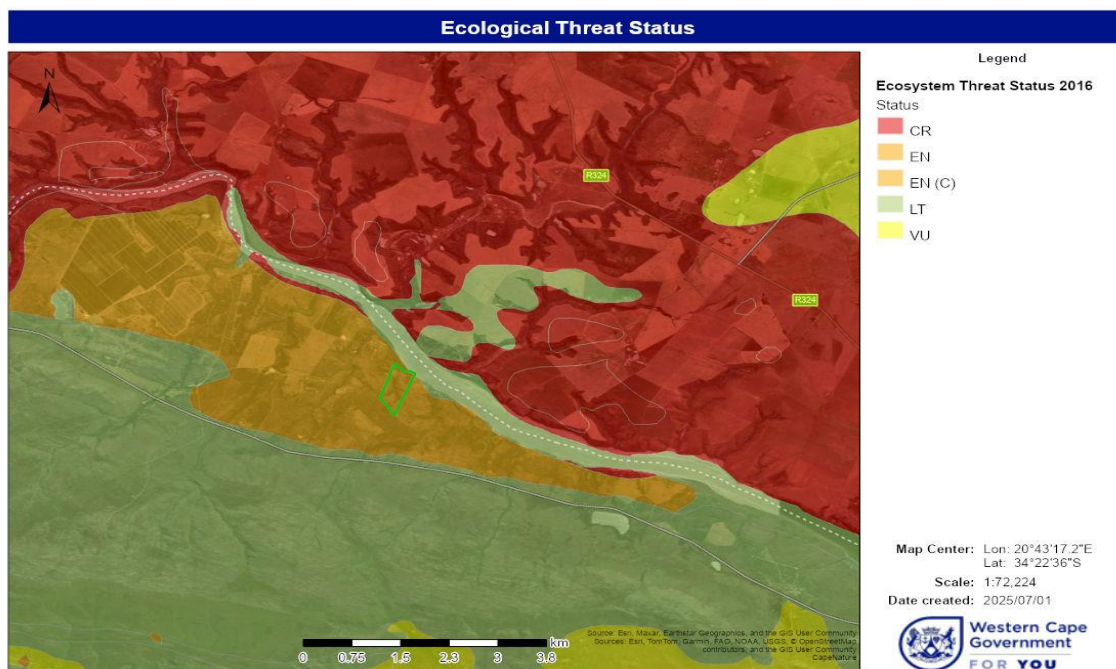 Ecological Threat Status
N
R324
R324
km
0 0.75 1.5 2.3 3 3.8
Source: Esri, Maxar, Earthstar Geographics, and the GIS User Community
Sources: Esri, TomTom, Garmin, FAO, NOAA, USGS, © OpenStreetMap
contributors, and the GIS User Community
CapeNature
Legend
Ecosystem Threat Status 2016
Status
CR
EN
EN (C)
LT
VU
Map Center: Lon: 20°43'17.2"E
Lat: 34°22'36"S
Scale: 1:72,224
Date created: 2025/07/01
Western Cape
Government
FOR YOU